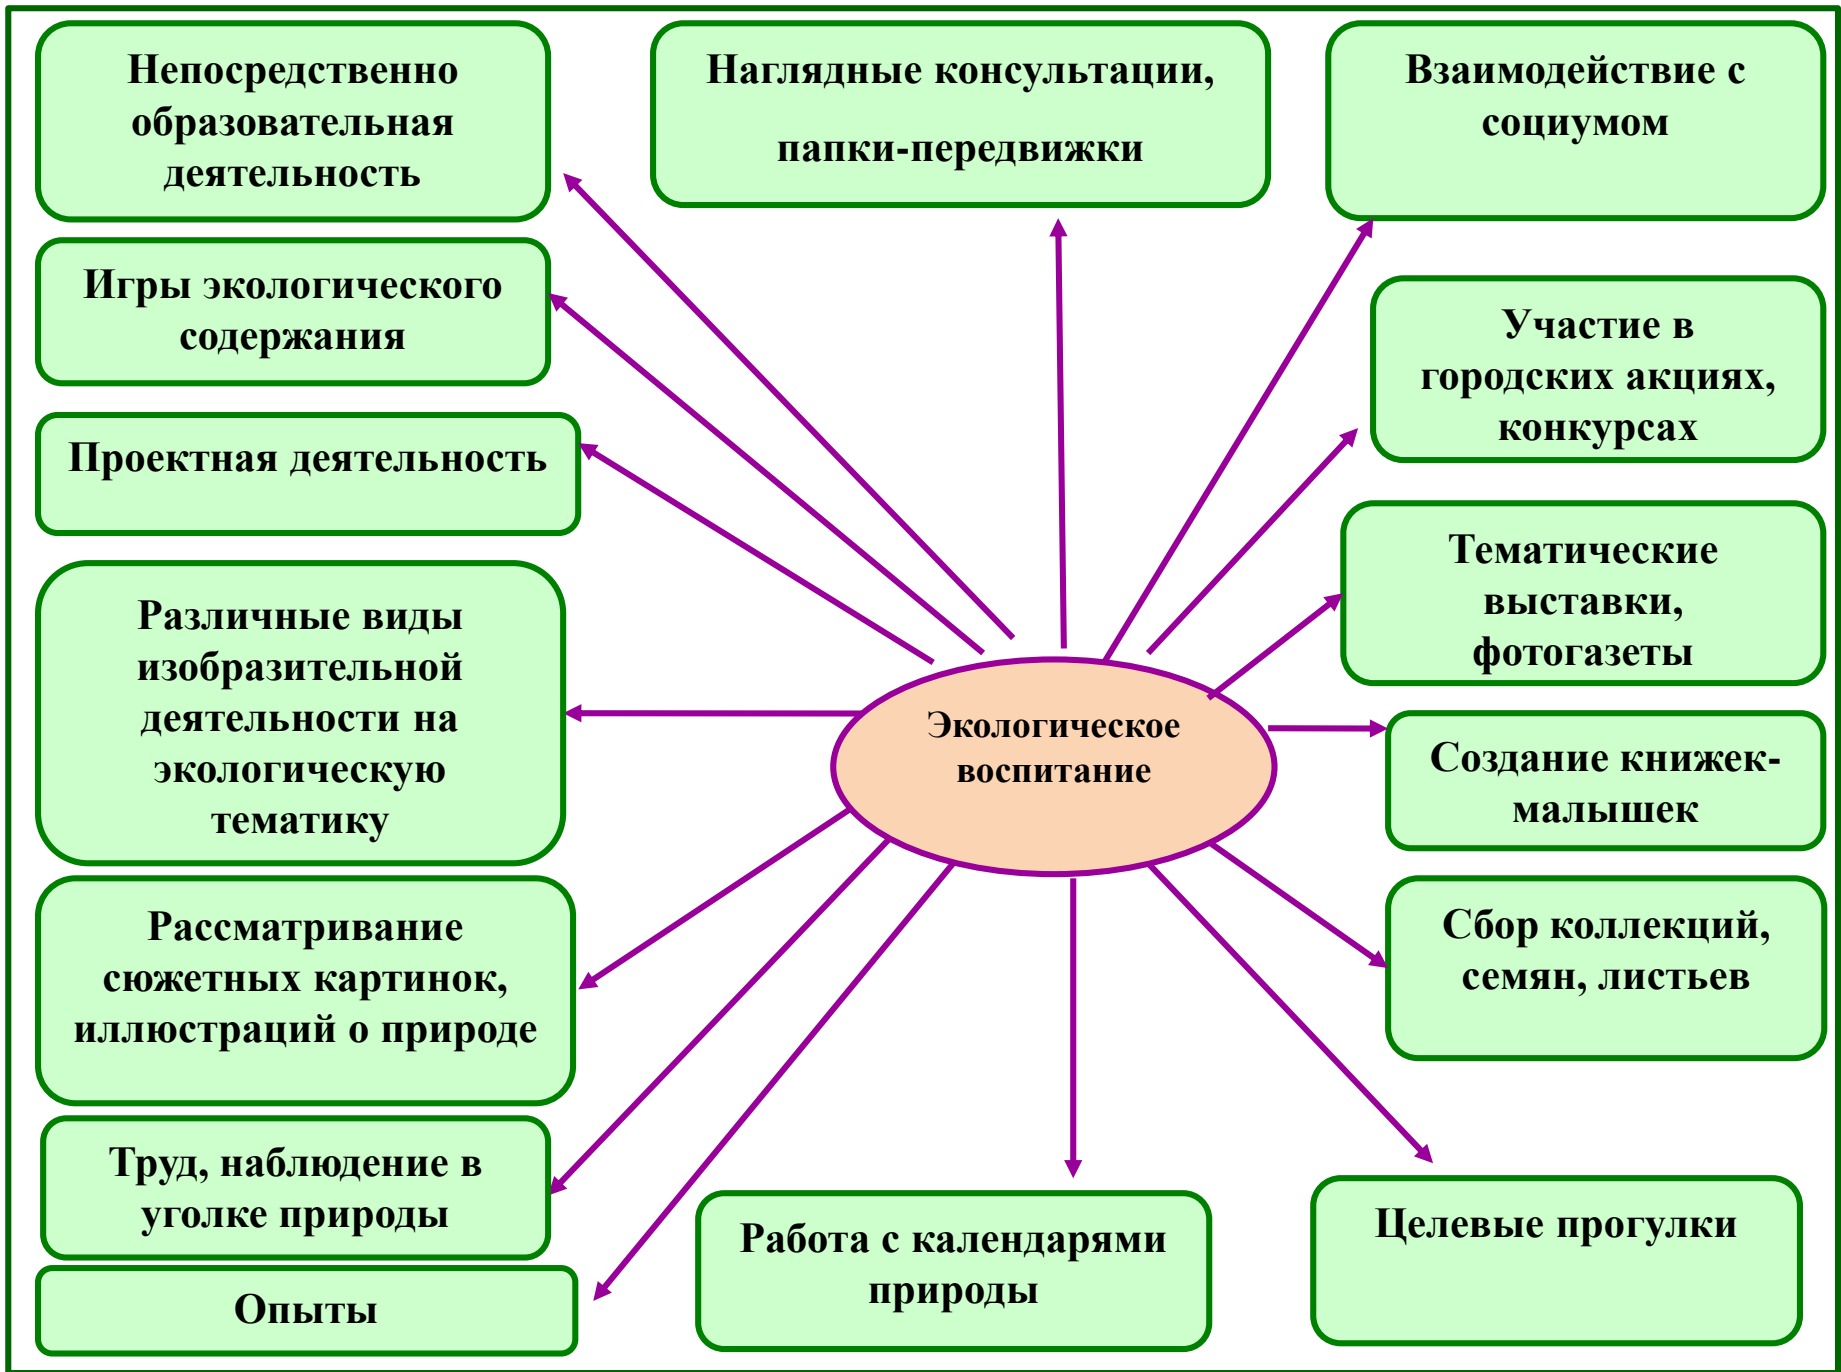 Непосредственно
образовательная
деятельность
Наглядные консультации,
папки-передвижки
Взаимодействие с
социумом
Игры экологического
содержания
Участие в
городских акциях,
конкурсах
Проектная деятельность
Тематические
выставки,
фотогазеты
Различные виды
изобразительной
деятельности на
экологическую
тематику
Экологическое
воспитание
Создание книжек-
малышек
Рассматривание
сюжетных картинок,
иллюстраций о природе
Сбор коллекций,
семян, листьев
Труд, наблюдение в
уголке природы
Работа с календарями
природы
Целевые прогулки
Опыты